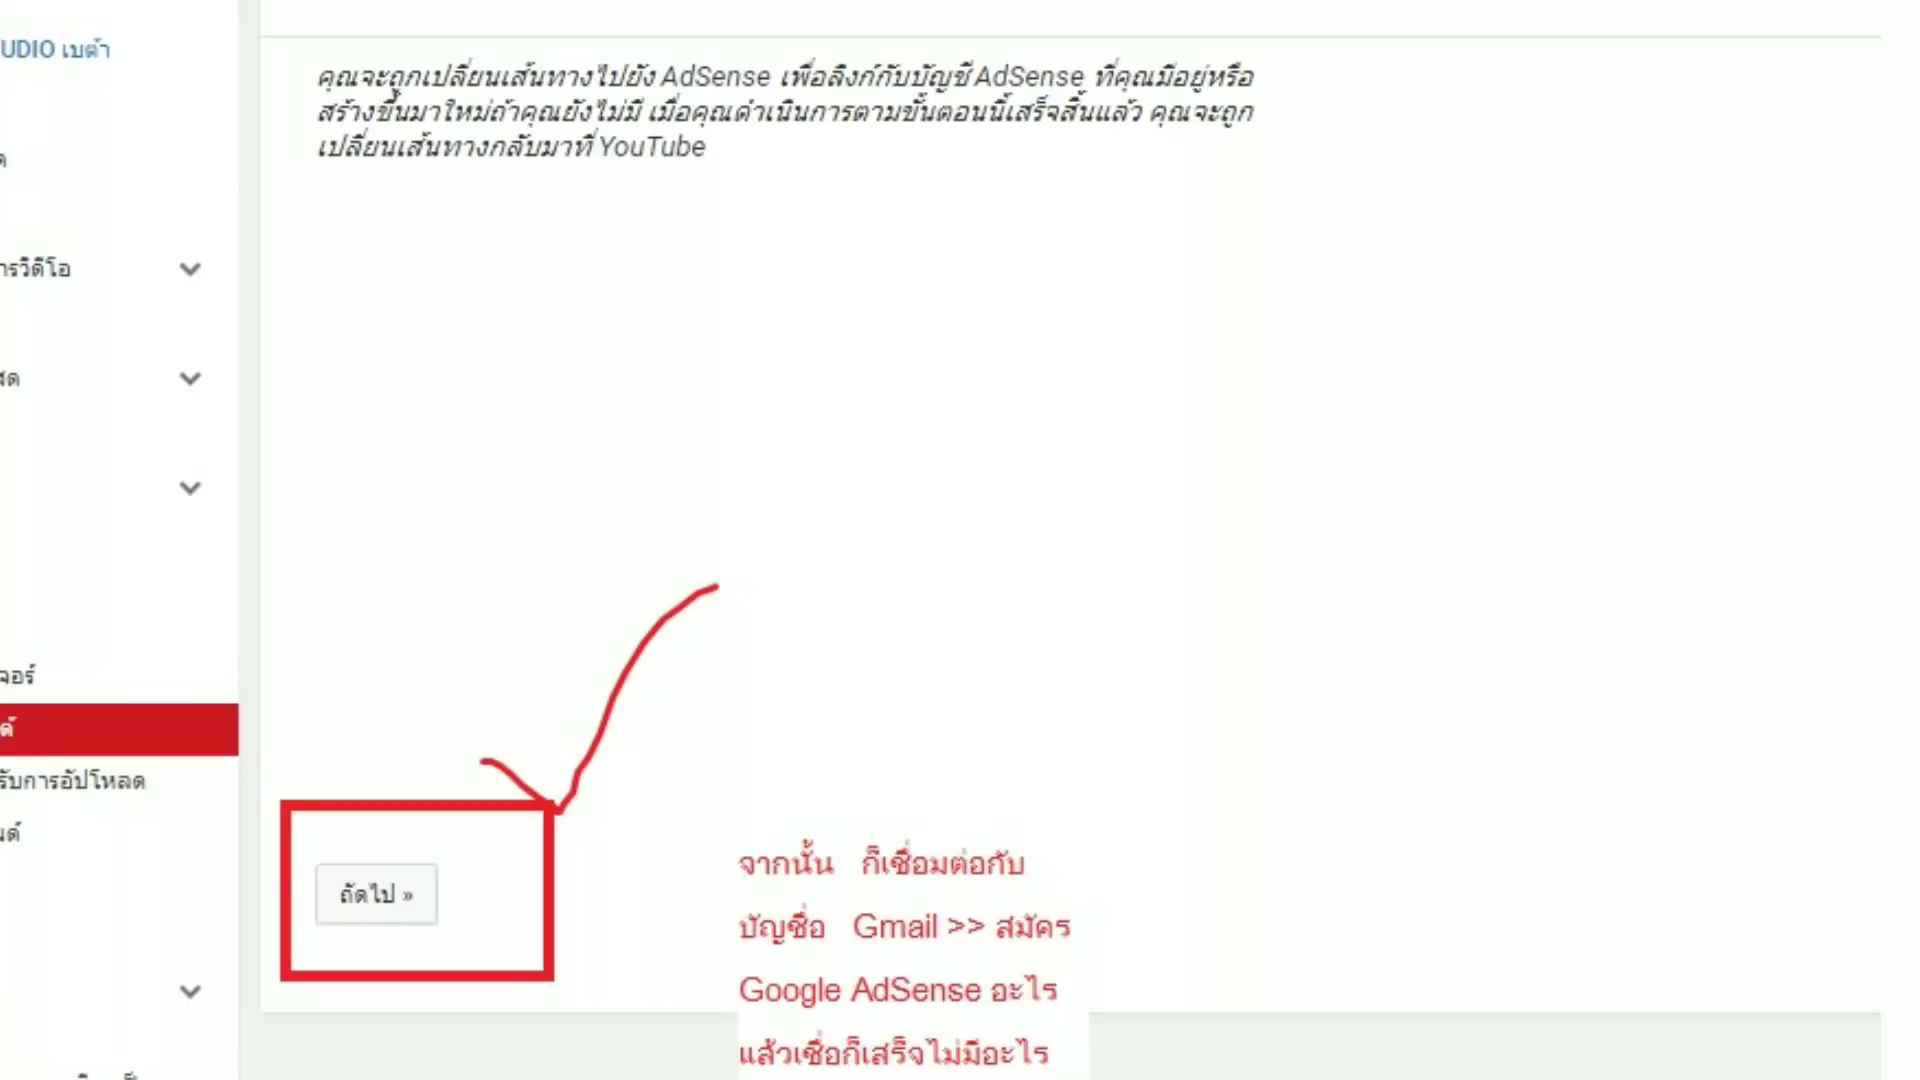 UDIO เบต้า
คุณจะถูกเปลี่ยนเส้นทางไปยัง AdSense เพื่อลิงก์กับบัญชี AdSense ที่คุณมีอยู่หรือ
สร้างขึ้นมาใหม่ถ้าคุณยังไม่มี เมื่อคุณดำเนินการตามขั้นตอนนี้เสร็จสิ้นแล้ว คุณจะถูก
เปลี่ยนเส้นทางกลับมาที่ YouTube
ารวิดีโอ
สด
จอร์
ด์
รับการอัปโหลด
นด์
ถัดไป »
จากนั้น ก็เชื่อมต่อกับ
บัญชื่อ Gmail >> สมัคร
Google AdSense อะไร
แล้วเชื่อก็เสร็จไม่มีอะไร